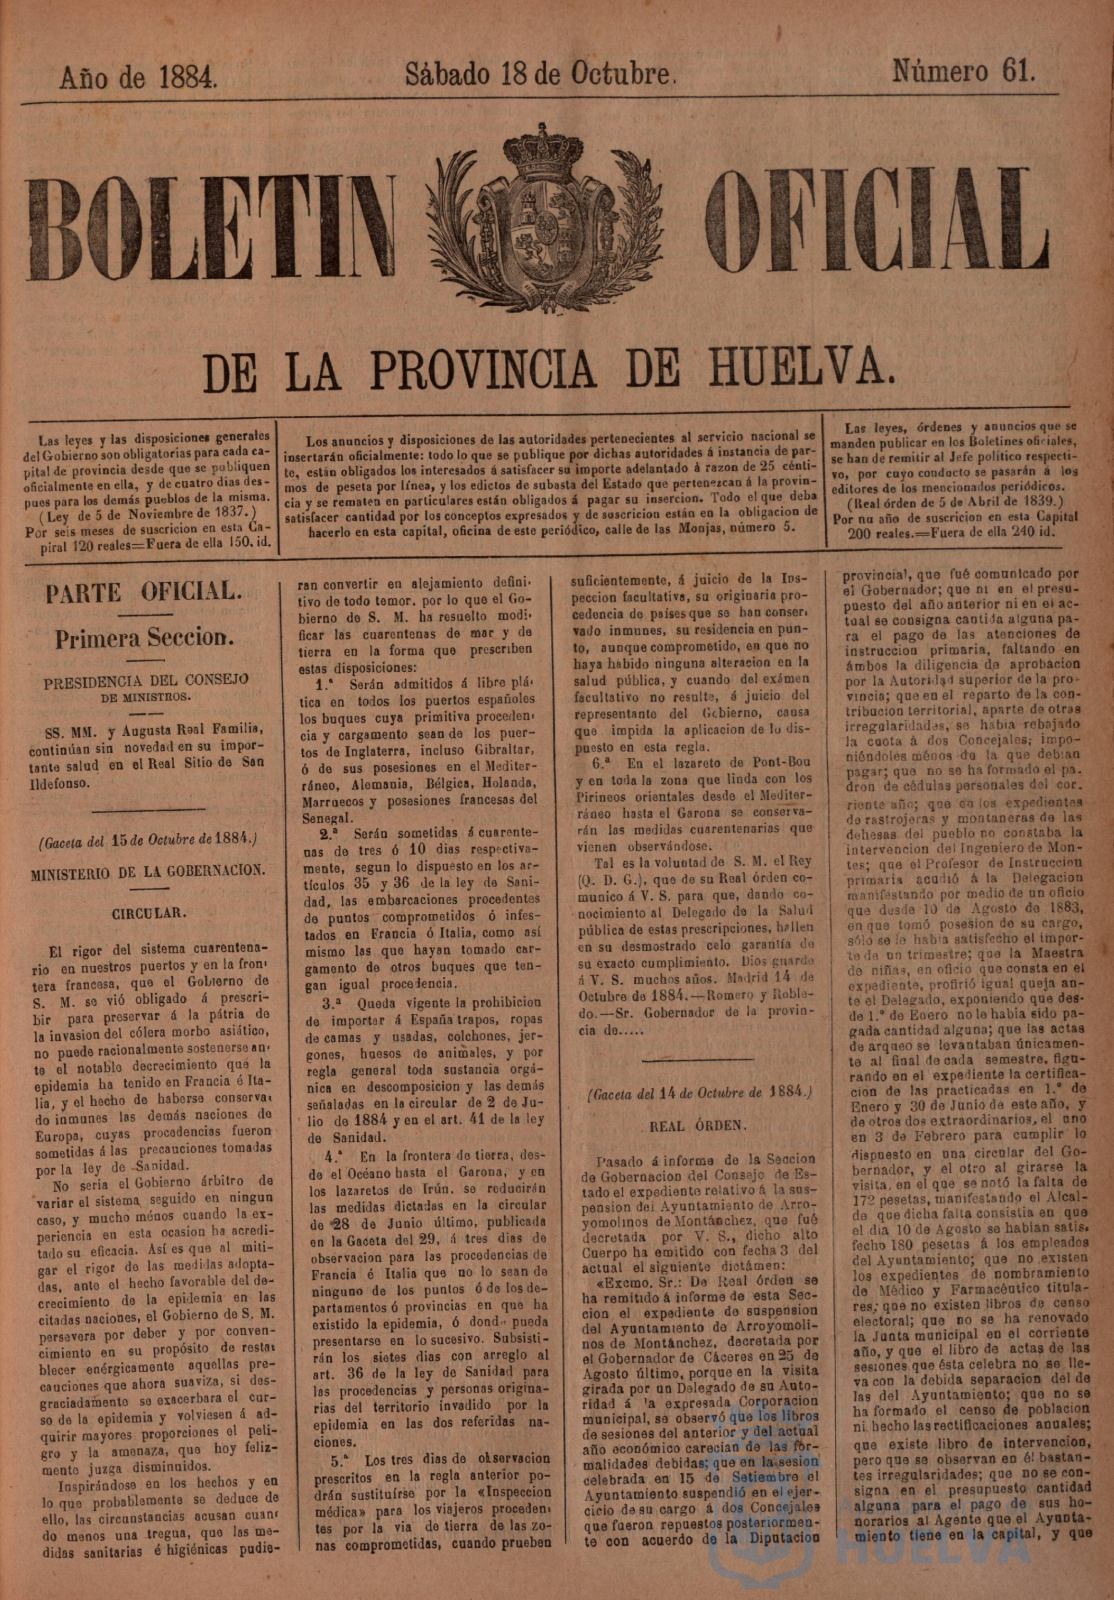 Año de 1884.
Sábado 18 de Octubre.
Número 61.
BOLETIN OFICIAL
DE LA PROVINCIA DE HUELVA.
Las leyes y las disposiciones generales
del Gobierno son obligatorias para cada ca-
pital de provincia desde que se publiquen
oficialmente en ella, y de cuatro dias des-
pues para los demás pueblos de la misma.
(Ley de 5 de Noviembre de 1837.)
Por seis meses de suscricion en esta Ca-
piral 120 reales=Fuera de ella 150. id.
Los anuncios y disposiciones de las autoridades pertenecientes al servicio nacional se
insertarán oficialmente: todo lo que se publique por dichas autoridades á instancia de par-
te, están obligados los interesados á satisfacer su importe adelantado á razon de 25 cénti-
mos de peseta por línea, y los edictos de subasta del Estado que pertenezcan á la provin-
cia y se rematen en particulares están obligados á pagar su insercion. Todo el que deba
satisfacer cantidad por los conceptos expresados y de suscricion están en la obligacion de
hacerlo en esta capital, oficina de este periódico, calle de las Monjas, número 5.
Las leyes, órdenes y anuncios que se
manden publicar en los Boletines oficiales,
se han de remitir al Jefe político respecti-
vo, por cuyo conducto se pasarán á los
editores de los mencionados periódicos.
(Real órden de 5 de Abril de 1839.)
Por nu año de suscricion en esta Capital
200 reales.=Fuera de ella 240 id.
PARTE OFICIAL.
Primera Seccion.
PRESIDENCIA DEL CONSEJO
DE MINISTROS.
SS. MM. y Augusta Real Familia,
continúan sin novedad en su impor-
tante salud en el Real Sitio de San
Ildefonso.
(Gaceta del 15 de Octubre de 1884.)
MINISTERIO DE LA GOBERNACION.
CIRCULAR.
El rigor del sistema cuarentena-
rio en nuestros puertos y en la fron-
tera francesa, que el Gobierno de
S. M. se vió obligado á prescri-
bir para preservar á la pátria de
la invasion del cólera morbo asiático,
no puede racionalmente sostenerse an-
te el notable decrecimiento que la
epidemia ha tenido en Francia é Ita-
lia, y el hecho de haberse conserva-
do inmunes las demás naciones de
Europa, cuyas procedencias fueron
sometidas á las precauciones tomadas
por la ley de Sanidad.
No seria el Gobierno árbitro de
variar el sistema seguido en ningun
caso, y mucho ménos cuando la ex-
periencia en esta ocasion ha acredi-
tado su eficacia. Así es que al miti-
gar el rigor de las medidas adopta-
das, ante el hecho favorable del de-
crecimiento de la epidemia en las
citadas naciones, el Gobierno de S. M.
persevera por deber y por conven-
cimiento en su propósito de resta-
blecer enérgicamente aquellas pre-
cauciones que ahora suaviza, si des-
graciadamente se exacerbara el cur-
so de la epidemia y volviesen á ad-
quirir mayores proporciones el peli-
gro y la amenaza, que hoy feliz-
mente juzga disminuidos.
Inspirándose en los hechos y en
lo que probablemente se deduce de
ello, las circunstancias acusan cuan-
do menos una tregua, que las me-
didas sanitarias é higiénicas pudie-
ran convertir en alejamiento defini-
tivo de todo temor, por lo que el Go-
bierno de S. M. ha resuelto modi-
ficar las cuarentenas de mar y de
tierra en la forma que prescriben
estas disposiciones:
1.ª Serán admitidos á libre plá-
tica en todos los puertos españoles
los buques cuya primitiva proceden-
cia y cargamento sean de los puer-
tos de Inglaterra, incluso Gibraltar,
ó de sus posesiones en el Mediter-
ráneo, Alemania, Bélgica, Holanda,
Marruecos y posesiones francesas del
Senegal.
2.ª Serán sometidas á cuarente-
nas de tres ó 10 dias respectiva-
mente, segun lo dispuesto en los ar-
tículos 35 y 36 de la ley de Sani-
dad, las embarcaciones procedentes
de puntos comprometidos ó infes-
tados en Francia ó Italia, como así
mismo las que hayan tomado car-
gamento de otros buques que ten-
gan igual procedencia.
3.ª Queda vigente la prohibicion
de importar á España trapos, ropas
de camas y usadas, colchones, jer-
gones, huesos de animales, y por
regla general toda sustancia orgá-
nica en descomposicion y las demás
señaladas en la circular de 2 de Ju-
lio de 1884 y en el art. 41 de la ley
de Sanidad.
4.ª En la frontera de tierra, des-
de el Océano hasta el Garona, y en
los lazaretos de Irún, se reducirán
las medidas dictadas en la circular
de 28 de Junio último, publicada
en la Gaceta del 29, á tres dias de
observacion para las procedencias de
Francia é Italia que no lo sean de
ninguno de los puntos ó de los de-
partamentos ó provincias en que ha
existido la epidemia, ó donde pueda
presentarse en lo sucesivo. Subsisti-
rán los sietes dias con arreglo al
art. 36 de la ley de Sanidad para
las procedencias y personas origina-
rias del territorio invadido por la
epidemia en las dos referidas na-
ciones.
5.ª Los tres dias de observacion
prescritos en la regla anterior po-
drán sustituírse por la «Inspeccion
médica» para los viajeros proceden-
tes por la via de tierra de las zo-
nas comprometidas, cuando prueben
suficientemente, á juicio de la Ins-
peccion facultativa, su originaria pro-
cedencia de países que se han conser-
vado inmunes, su residencia en pun-
to, aunque comprometido, en que no
haya habido ninguna alteracion en la
salud pública, y cuando del exámen
facultativo no resulte, á juicio del
representante del Gobierno, causa
que impida la aplicacion de lo dis-
puesto en esta regla.
6.ª En el lazareto de Pont-Bou
y en toda la zona que linda con los
Pirineos orientales desde el Mediter-
ráneo hasta el Garona se conserva-
rán las medidas cuarentenarias que
vienen observándose.
Tal es la voluntad de S. M. el Rey
(Q. D. G.), que de su Real órden co-
munico á V. S. para que, dando co-
nocimiento al Delegado de la Salud
pública de estas prescripciones, hallen
en su desmostrado celo garantía de
su exacto cumplimiento. Dios guarde
á V. S. muchos años. Madrid 14 de
Octubre de 1884.—Romero y Roble-
do.—Sr. Gobernador de la provin-
cia de.....
(Gaceta del 14 de Octubre de 1884.)
REAL ÓRDEN.
Pasado á informe de la Seccion
de Gobernacion del Consejo de Es-
tado el expediente relativo á la sus-
pension del Ayuntamiento de Arro-
yomolinos de Montánchez, que fué
decretada por V. S., dicho alto
Cuerpo ha emitido con fecha 3 del
actual el siguiente dictámen:
«Excmo. Sr.: De Real órden se
ha remitido á informe de esta Sec-
cion el expediente de suspension
del Ayuntamiento de Arroyomoli-
nos de Montánchez, decretada por
el Gobernador de Cáceres en 25 de
Agosto último, porque en la visita
girada por un Delegado de su Auto-
ridad á la expresada Corporacion
municipal, se observó que los libros
de sesiones del anterior y del actual
año económico carecian de las for-
malidades debidas; que en la sesion
celebrada en 15 de Setiembre el
Ayuntamiento suspendió en el ejer-
cicio de su cargo á dos Concejales
que fueron repuestos posteriormen-
te con acuerdo de la Diputacion
provincial, que fué comunicado por
el Gobernador; que ni en el presu-
puesto del año anterior ni en el ac-
tual se consigna cantida alguna pa-
ra el pago de las atenciones de
instruccion primaria, faltando en
ámbos la diligencia de aprobacion
por la Autoridad superior de la pro-
vincia; que en el reparto de la con-
tribucion territorial, aparte de otras
irregularidades, se habia rebajado
la cuota á dos Concejales, impo-
niéndoles ménos de la que debian
pagar; que no se ha formado el pa-
dron de cédulas personales del cor-
riente año; que en los expedientes
de rastrojeras y montaneras de las
dehesas del pueblo no constaba la
intervencion del Ingeniero de Mon-
tes; que el Profesor de Instruccion
primaria acudió á la Delegacion
manifestando por medio de un oficio
que desde 10 de Agosto de 1883,
en que tomó posesion de su cargo,
sólo se le habia satisfecho el impor-
te de un trimestre; que la Maestra
de niñas, en oficio que consta en el
expediente, profirió igual queja an-
te el Delegado, exponiendo que des-
de 1.º de Enero no le habia sido pa-
gada cantidad alguna; que las actas
de arqueo se levantaban únicamen-
te al final de cada semestre, figu-
rando en el expediente la certifica-
cion de las practicadas en 1.º de
Enero y 30 de Junio de este año, y
de otros dos extraordinarios, el uno
en 3 de Febrero para cumplir lo
dispuesto en una circular del Go-
bernador, y el otro al girarse la
visita, en el que se notó la falta de
172 pesetas, manifestando el Alcal-
de que dicha falta consistia en que
el dia 10 de Agosto se habian satis-
fecho 180 pesetas á los empleados
del Ayuntamiento; que no existen
los expedientes de nombramiento
de Médico y Farmacéutico titula-
res; que no existen libros de censo
electoral; que no se ha renovado
la Junta municipal en el corriente
año, y que el libro de actas de las
sesiones que ésta celebra no se lle-
va con la debida separacion del de
las del Ayuntamiento; que no se
ha formado el censo de poblacion
ni hecho las rectificaciones anuales;
que existe libro de intervencion,
pero que se observan en él bastan-
tes irregularidades; que no se con-
signa en el presupuesto cantidad
alguna para el pago de sus ho-
norarios al Agente que el Ayunta-
miento tiene en la capital, y que
HUELVA